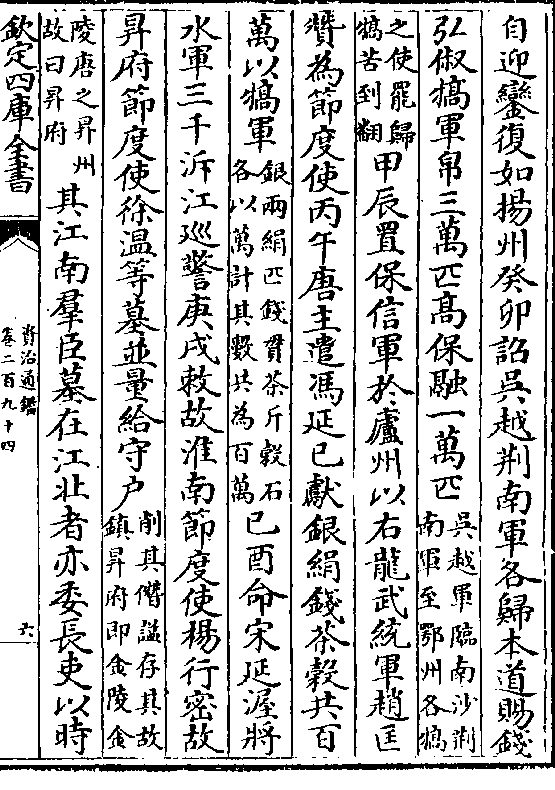 自迎鑾復如揚州癸卯詔吳越荆南軍各歸本道賜錢
弘俶犒軍帛三萬匹高保融一萬匹
吳越軍臨南沙荆
南軍至鄂州各犒
之使罷歸
犒苦到翻
甲辰置保信軍於廬州以右龍武統軍趙匡
贊為節度使丙午唐主遣馮延已獻銀絹錢茶穀共百
萬以犒軍
銀兩絹匹錢貫茶斤穀石
各以萬計其數共為百萬
已酉命宋延渥將
水軍三千泝江巡警庚戌敕故淮南節度使楊行密故
昇府節度使徐溫等墓並量給守户
削其僭謚存其故
鎮昇府即金陵金
陵唐之昇州
故曰昇府
其江南羣臣墓在江北者亦委長吏以時
欽定四庫全書
資治通鑑
卷二百九十四
六